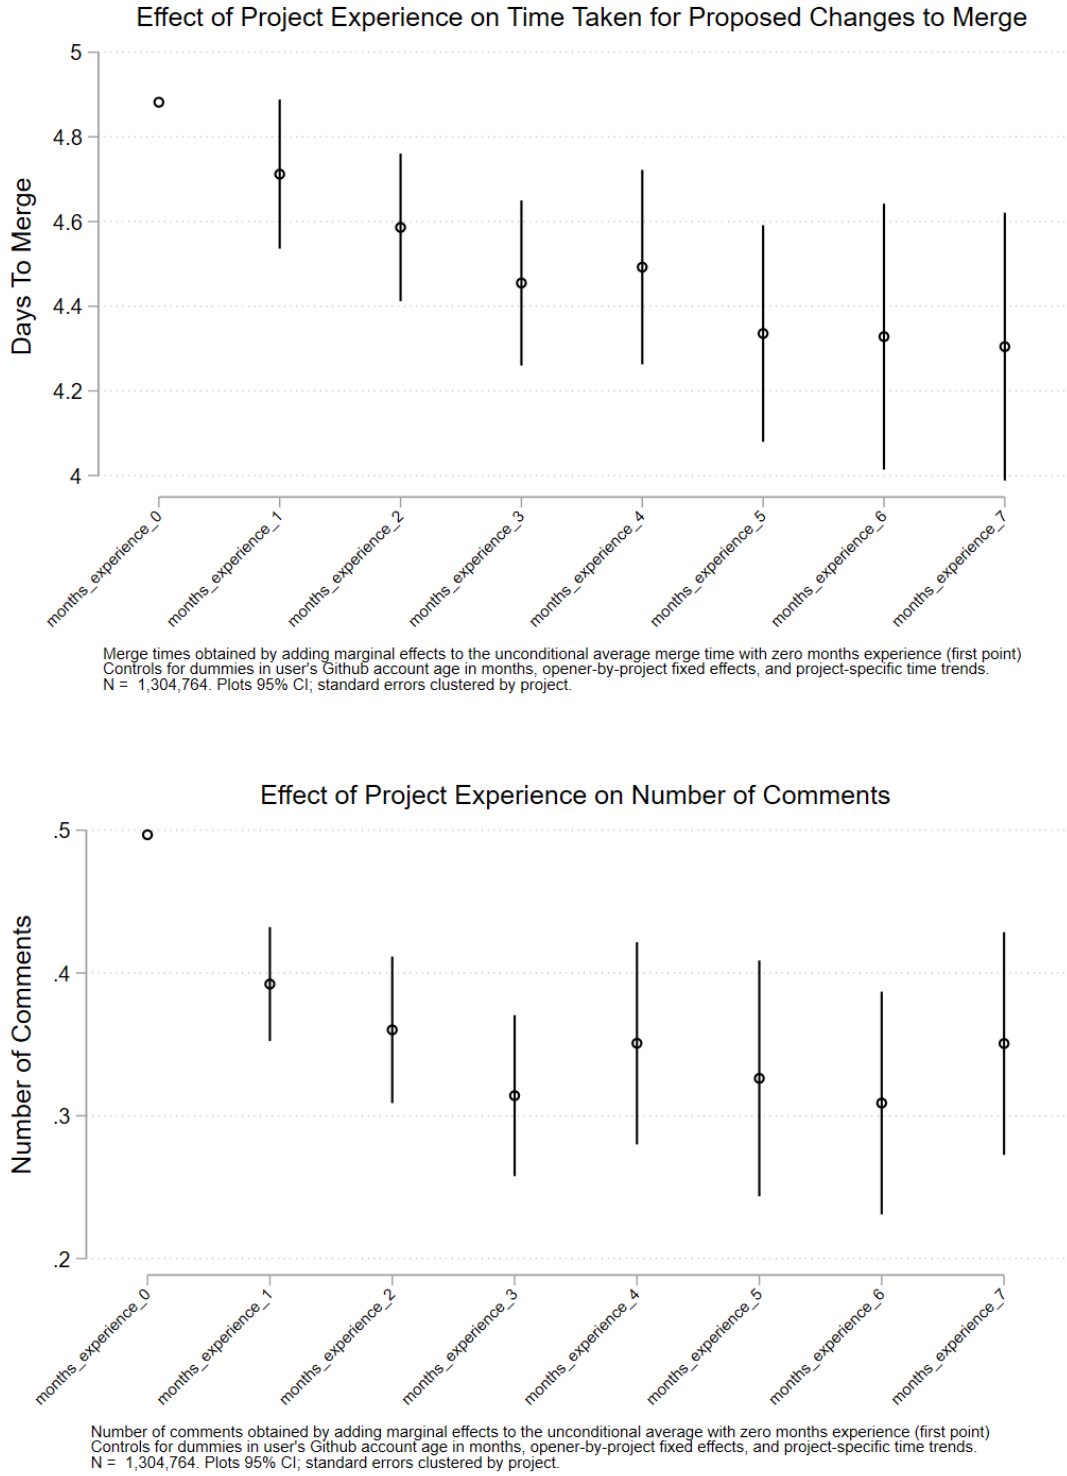 Effect of Project Experience on Time Taken for Proposed Changes to Merge
Days To Merge
5
4.8
4.6
4.4
4.2
4
months_experience_0
months_experience_1
months_experience_2
months_experience_3
months_experience_4
months_experience_5
months_experience_6
months_experience_7
Merge times obtained by adding marginal effects to the unconditional average merge time with zero months experience (first point)
Controls for dummies in user's Github account age in months, opener-by-project fixed effects, and project-specific time trends.
N = 1,304,764. Plots 95% CI; standard errors clustered by project.
Effect of Project Experience on Number of Comments
Number of Comments
.5
.4
.3
.2
months_experience_0
months_experience_1
months_experience_2
months_experience_3
months_experience_4
months_experience_5
months_experience_6
months_experience_7
Number of comments obtained by adding marginal effects to the unconditional average with zero months experience (first point)
Controls for dummies in user's Github account age in months, opener-by-project fixed effects, and project-specific time trends.
N = 1,304,764. Plots 95% CI; standard errors clustered by project.